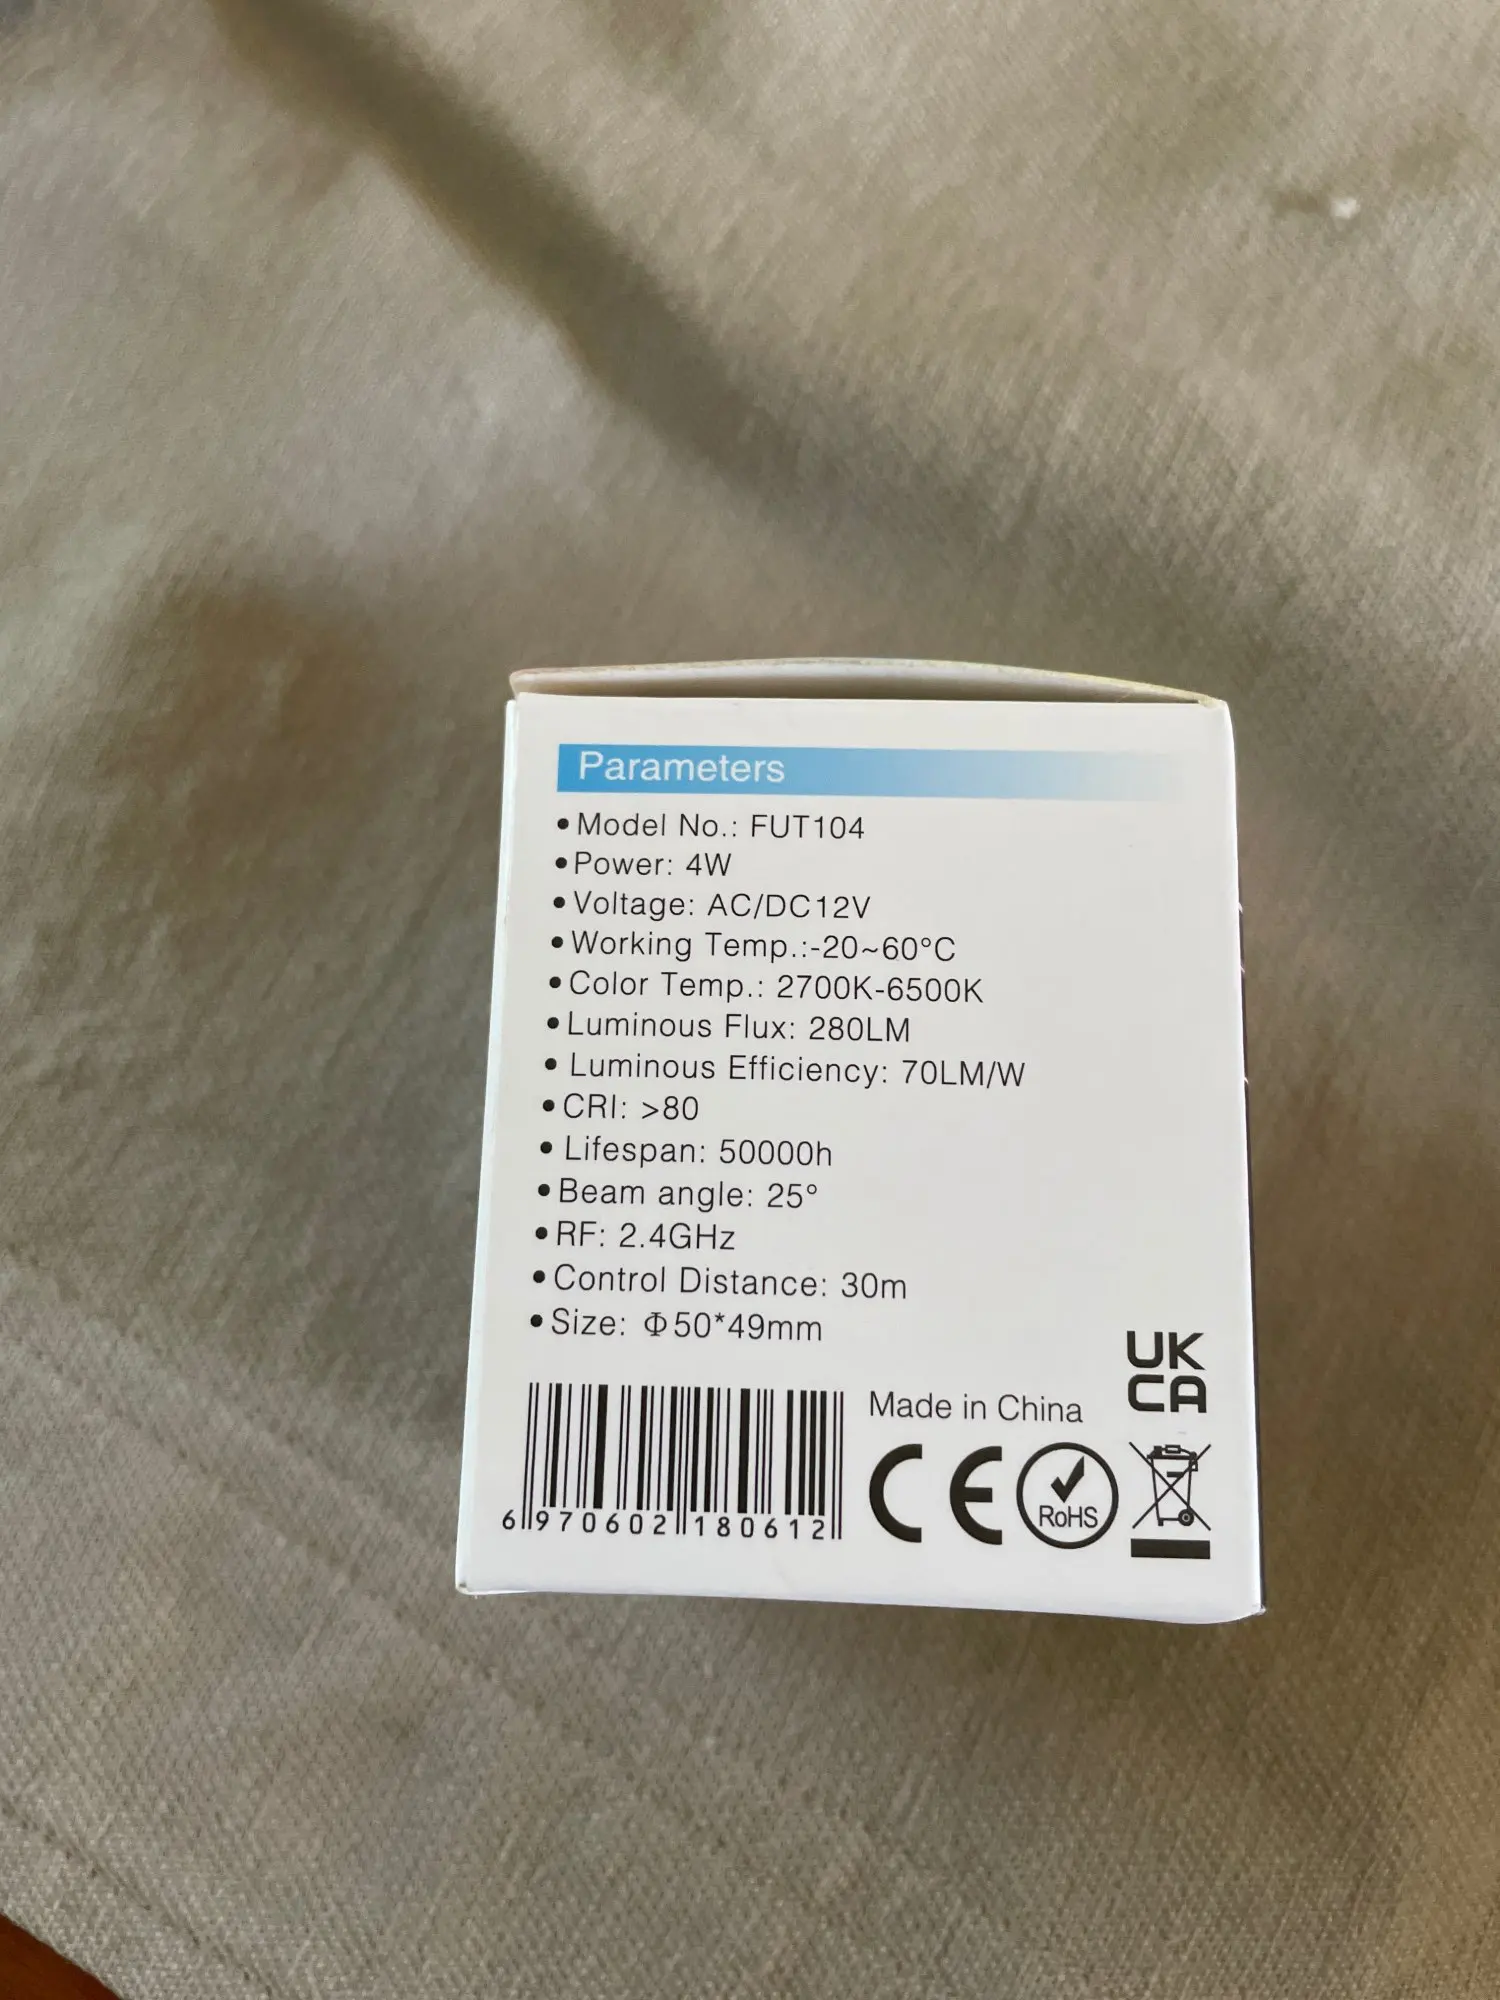 Parameters
•Model No.: FUT104
•Power: 4W
•Voltage: AC/DC12V
•Working Temp.:-20~60°C
•Color Temp.: 2700K-6500K
•Luminous Flux: 280LM
• Luminous Efficiency: 70LM/W
•CRI: >80
• Lifespan: 50000h
•Beam angle: 25°
•RF: 2.4GHz
•Control Distance: 30m
•Size: Φ50*49mm
UK
CA
Made in China
CE
RoHS
6 970602 180612